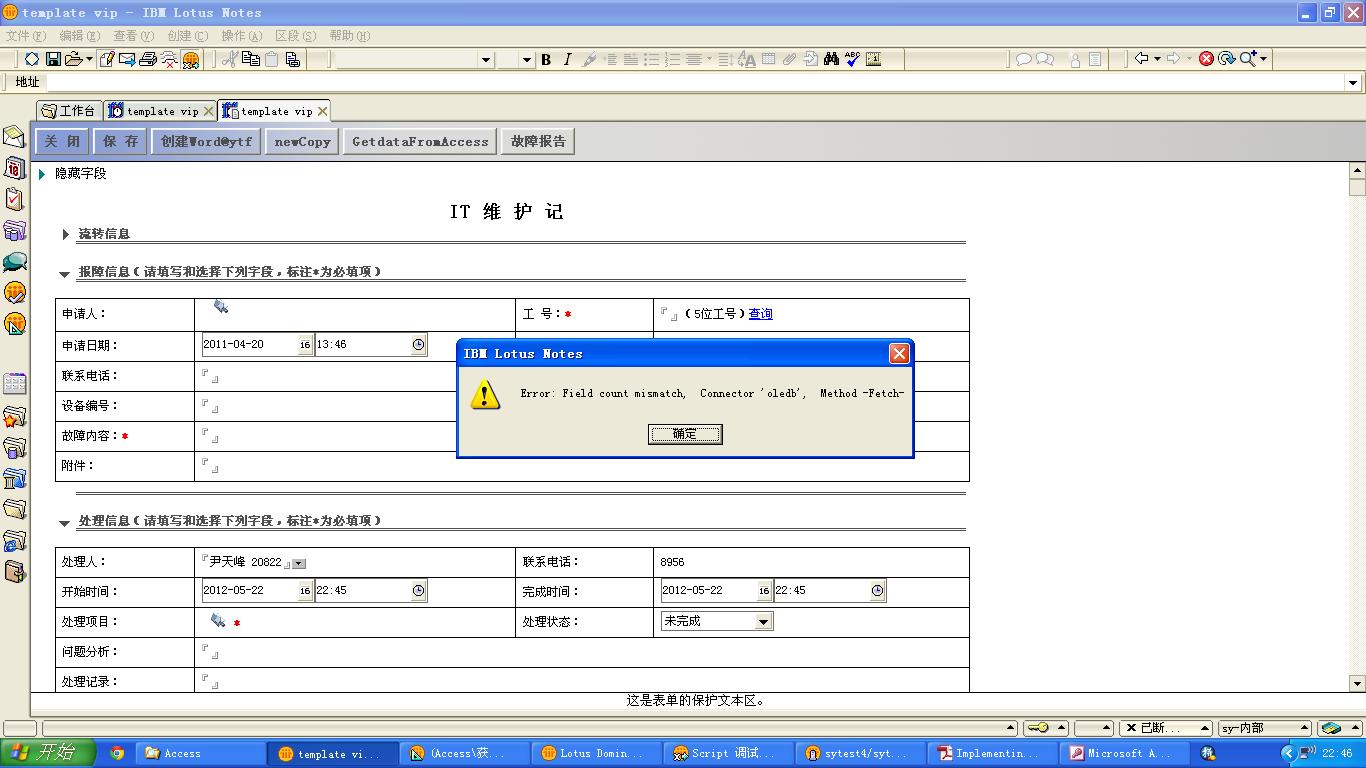 template vip - IBM Lotus Notes
文件(F) 编辑(E) 查看(V) 创建(C) 操作(A) 区段(S) 帮助(H)
B I ABC
地址
工作台 template vip template vip
关 闭 保 存 创建Word@ytf newCopy GetdataFromAccess 故障报告
隐藏字段
IT 维 护 记
流转信息
报障信息(请填写和选择下列字段,标注*为必填项)
申请人: 工 号:* 『 』(5位工号)查询
申请日期: 2011-04-20 16 13:46
联系电话: 『 』
设备编号: 『 』
故障内容:* 『 』
附件: 『 』
IBM Lotus Notes
Error: Field count mismatch, Connector 'oledb', Method -Fetch-
确定
处理信息(请填写和选择下列字段,标注*为必填项)
处理人: 『尹天峰 20822』 联系电话: 8956
开始时间: 2012-05-22 16 22:45 完成时间: 2012-05-22 16 22:45
处理项目: * 处理状态: 未完成
问题分析: 『 』
处理记录: 『 』
这是表单的保护文本区。
已断... sy-内部
开始 Access template vi... (Access\获... Lotus Domin... Script 调试... sytest4/syt... Implementin... Microsoft A... 22:46